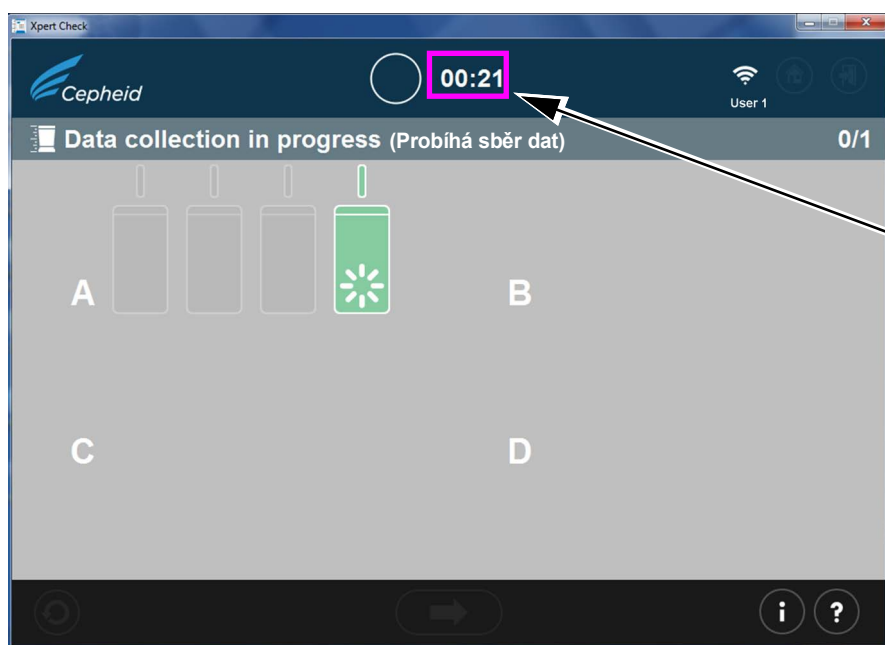 Xpert Check
Cepheid
00:21
User 1
Data collection in progress (Probíhá sběr dat)
0/1
A
B
C
D
i
?